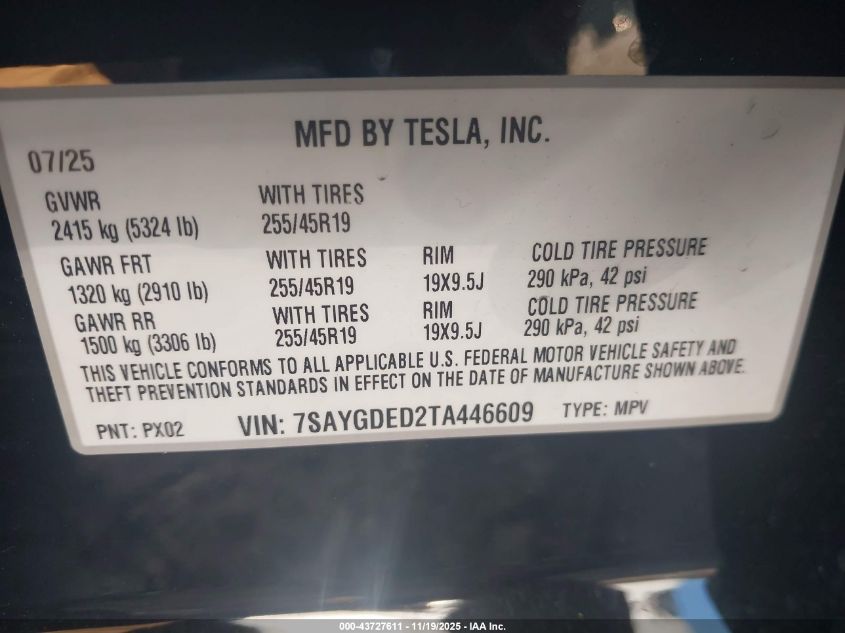 MFD BY TESLA, INC.
07/25
GVWR WITH TIRES
2415 kg (5324 lb) 255/45R19
GAWR FRT WITH TIRES RIM COLD TIRE PRESSURE
1320 kg (2910 lb) 255/45R19 19X9.5J 290 kPa, 42 psi
GAWR RR WITH TIRES RIM COLD TIRE PRESSURE
1500 kg (3306 lb) 255/45R19 19X9.5J 290 kPa, 42 psi
THIS VEHICLE CONFORMS TO ALL APPLICABLE U.S. FEDERAL MOTOR VEHICLE SAFETY AND
THEFT PREVENTION STANDARDS IN EFFECT ON THE DATE OF MANUFACTURE SHOWN ABOVE.
PNT: PX02 VIN: 7SAYGDED2TA446609 TYPE: MPV
000-43727611 - 11/19/2025 - IAA Inc.